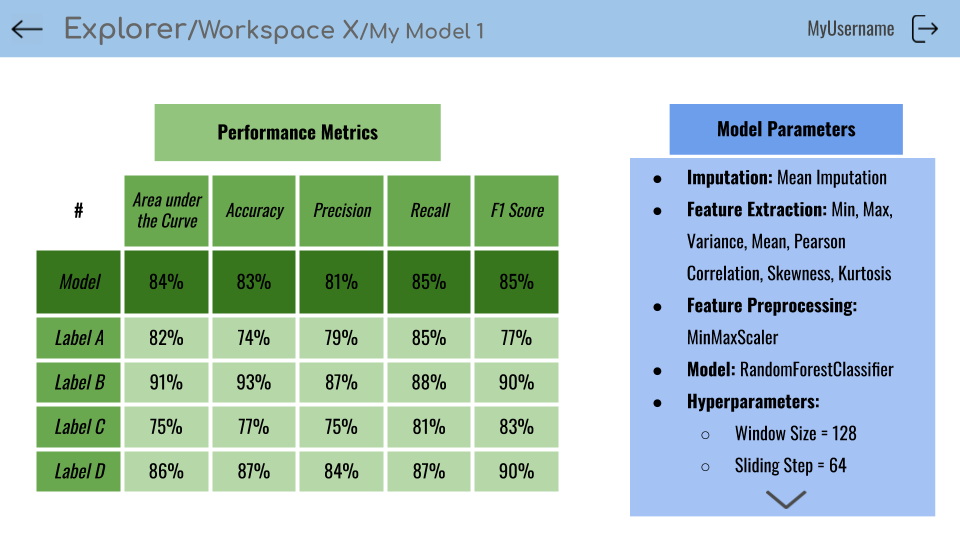 Explorer/Workspace X/My Model 1
MyUsername
Performance Metrics
# Area under the Curve Accuracy Precision Recall F1 Score
Model 84% 83% 81% 85% 85%
Label A 82% 74% 79% 85% 77%
Label B 91% 93% 87% 88% 90%
Label C 75% 77% 75% 81% 83%
Label D 86% 87% 84% 87% 90%
Model Parameters
● Imputation: Mean Imputation
● Feature Extraction: Min, Max,
Variance, Mean, Pearson
Correlation, Skewness, Kurtosis
● Feature Preprocessing:
MinMaxScaler
● Model: RandomForestClassifier
● Hyperparameters:
○ Window Size = 128
○ Sliding Step = 64